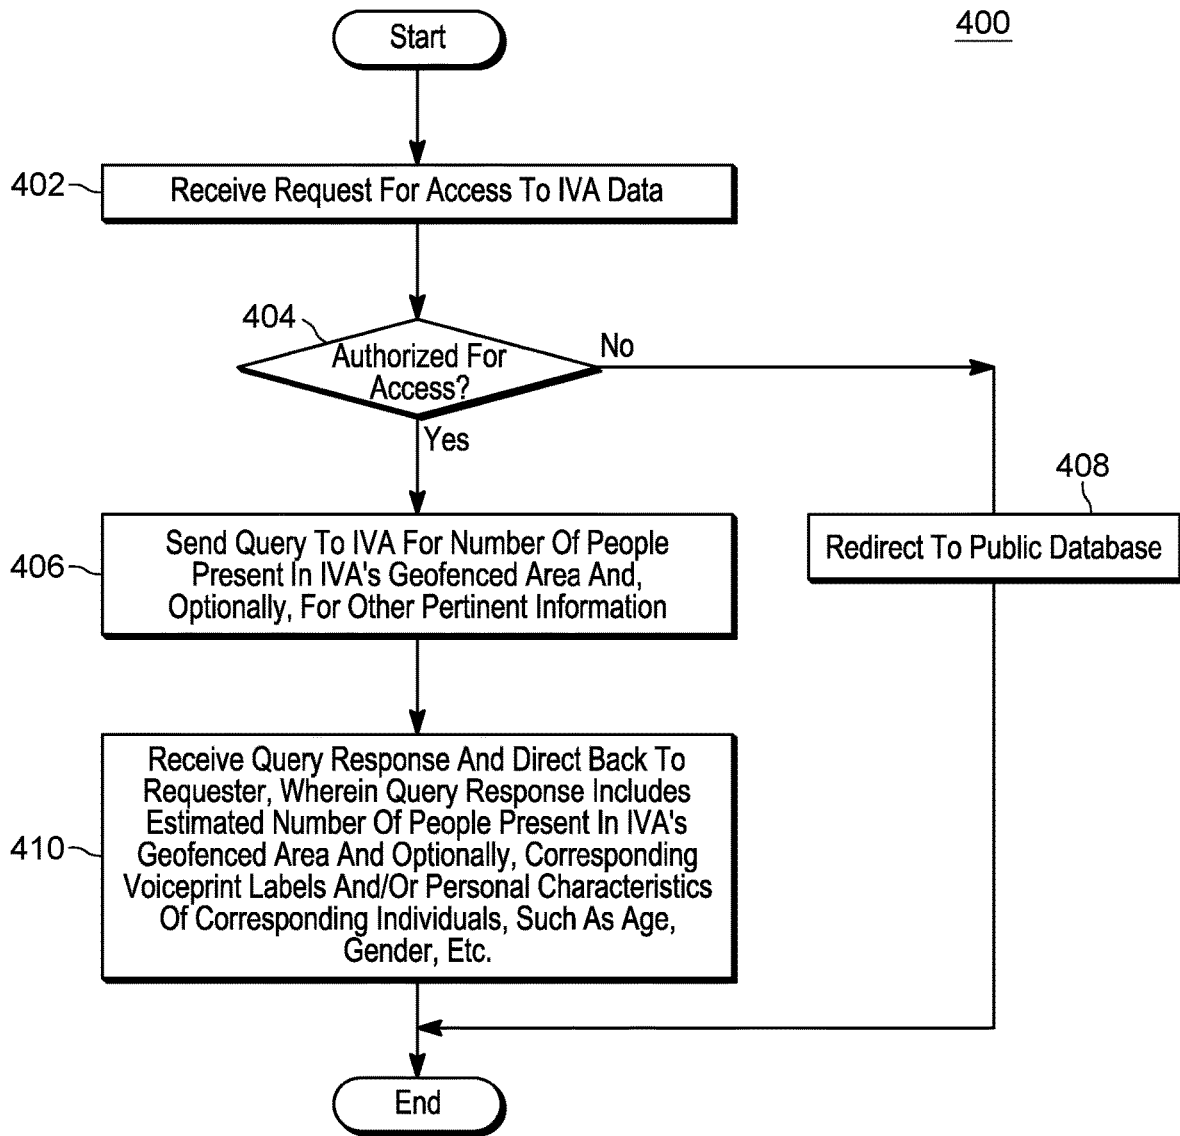 Start
400
402
Receive Request For Access To IVA Data
404
Authorized For
Access?
No
Yes
406
Send Query To IVA For Number Of People
Present In IVA's Geofenced Area And,
Optionally, For Other Pertinent Information
408
Redirect To Public Database
410
Receive Query Response And Direct Back To
Requester, Wherein Query Response Includes
Estimated Number Of People Present In IVA's
Geofenced Area And Optionally, Corresponding
Voiceprint Labels And/Or Personal Characteristics
Of Corresponding Individuals, Such As Age,
Gender, Etc.
End